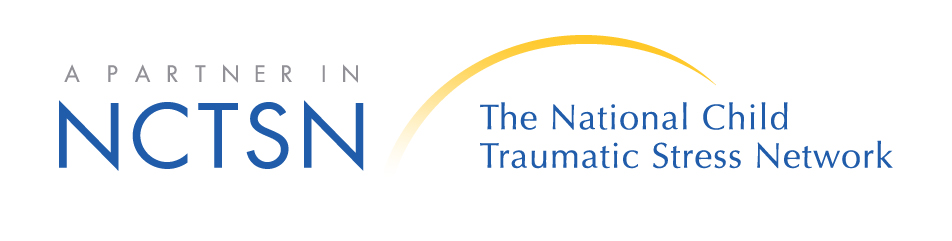 A PARTNER IN
NCTSN
The National Child
Traumatic Stress Network